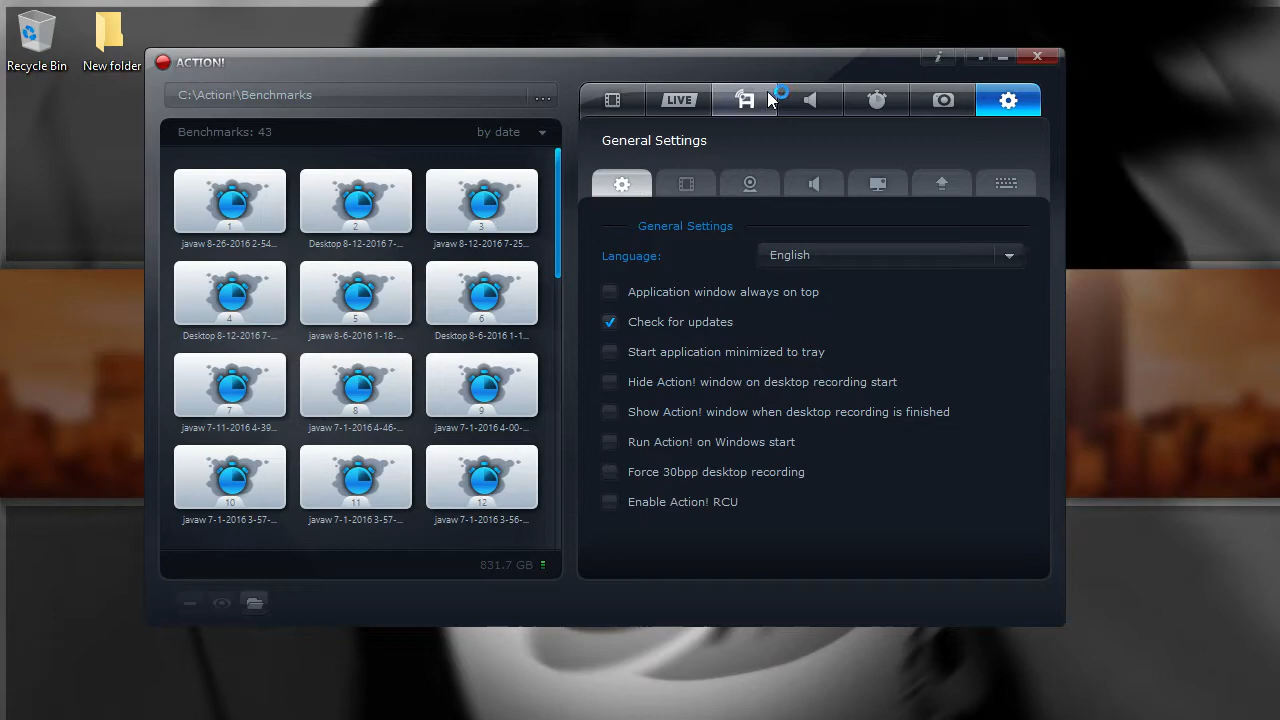 Recycle Bin
New folder
ACTION!
C:\Action!\Benchmarks
...
LIVE
Benchmarks: 43
by date
General Settings
1
2
3
javaw 8-26-2016 2-54...
Desktop 8-12-2016 7-...
javaw 8-12-2016 7-25...
General Settings
Language:
English
Application window always on top
4
5
6
Check for updates
Desktop 8-12-2016 7-...
javaw 8-6-2016 1-18-...
Desktop 8-6-2016 1-1...
Start application minimized to tray
Hide Action! window on desktop recording start
7
8
9
Show Action! window when desktop recording is finished
javaw 7-11-2016 4-39...
javaw 7-1-2016 4-46-...
javaw 7-1-2016 4-00-...
Run Action! on Windows start
Force 30bpp desktop recording
10
11
12
Enable Action! RCU
javaw 7-1-2016 3-57-...
javaw 7-1-2016 3-57-...
javaw 7-1-2016 3-56-...
831.7 GB